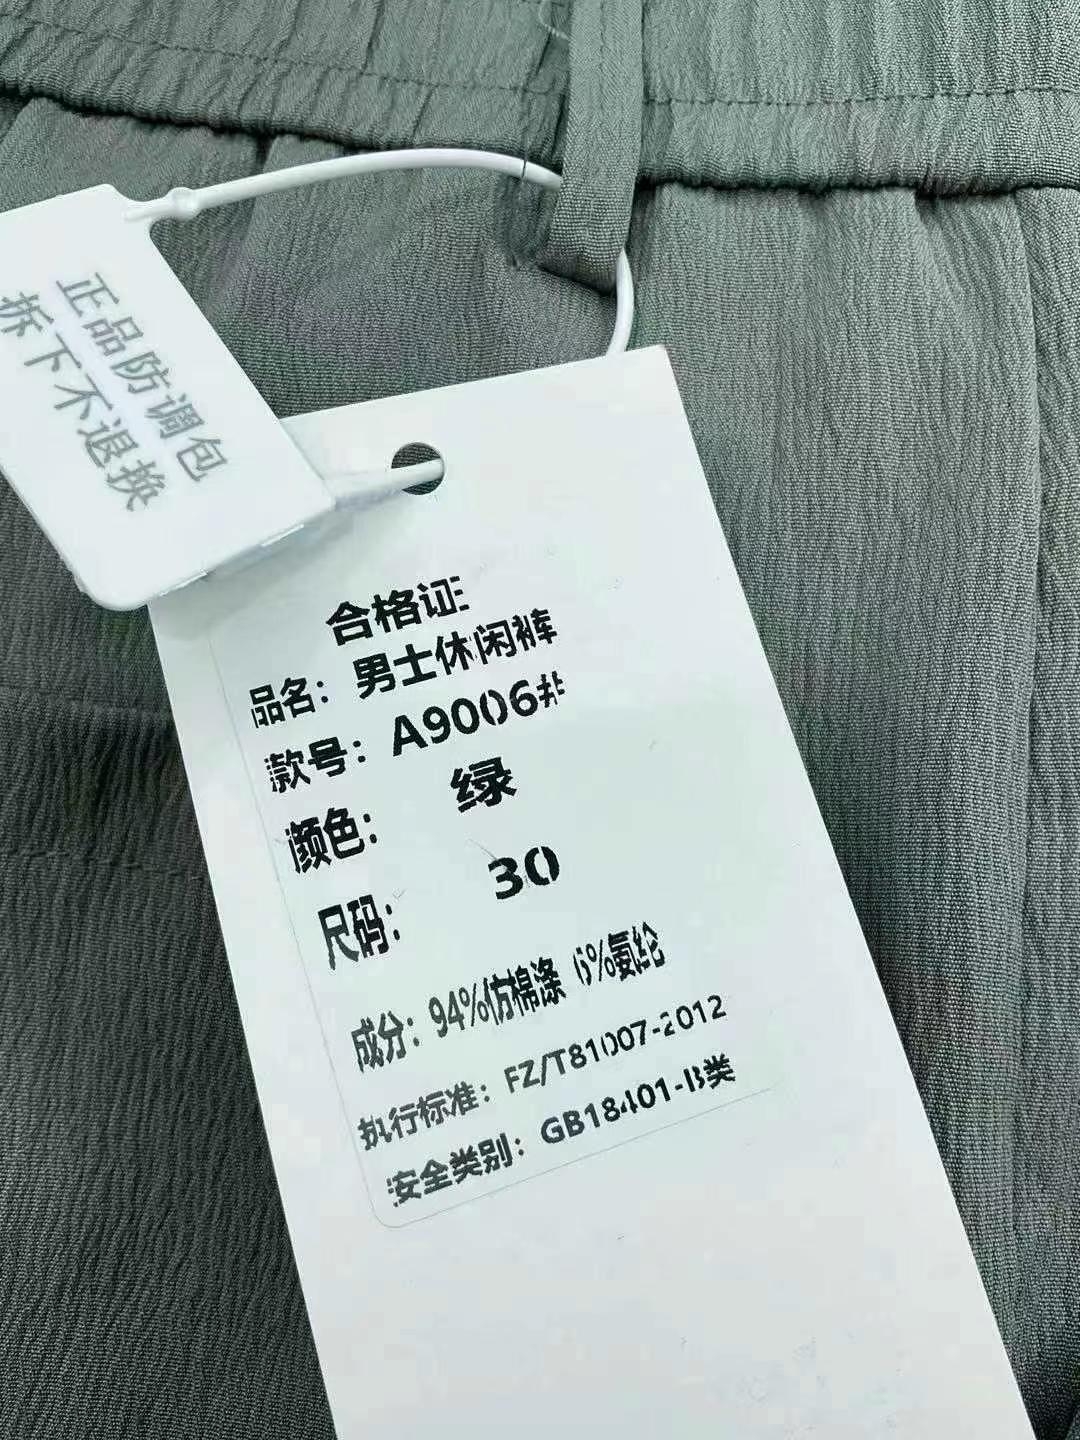 正品防调包
拆下不退换
合格证
品名：男士休闲裤
款号：A9006#
颜色：绿
尺码：30
成分：94%仿棉涤 6%氨纶
执行标准：FZ/T81007-2012
安全类别：GB18401-B类